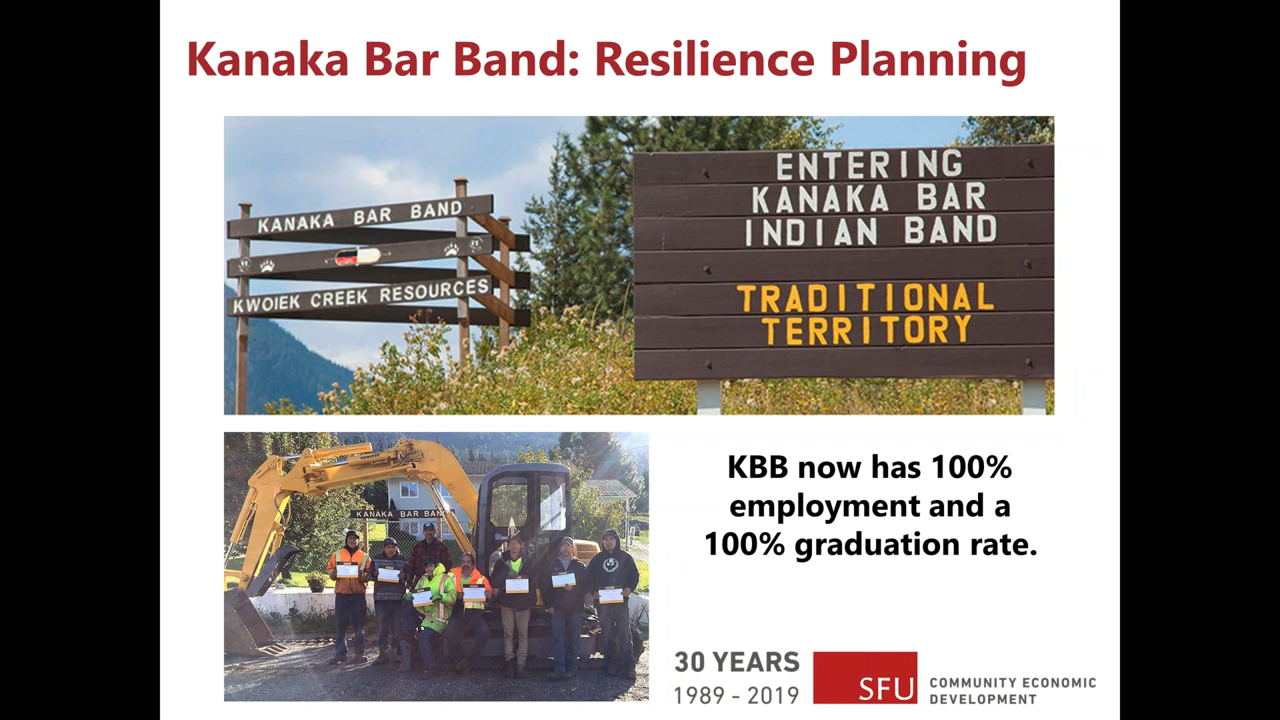 Kanaka Bar Band: Resilience Planning
KANAKA BAR BAND
KWOIEK CREEK RESOURCES
ENTERING
KANAKA BAR
INDIAN BAND
TRADITIONAL
TERRITORY
KANAKA BAR BAND
KBB now has 100%
employment and a
100% graduation rate.
30 YEARS
1989 - 2019
SFU
COMMUNITY ECONOMIC
DEVELOPMENT